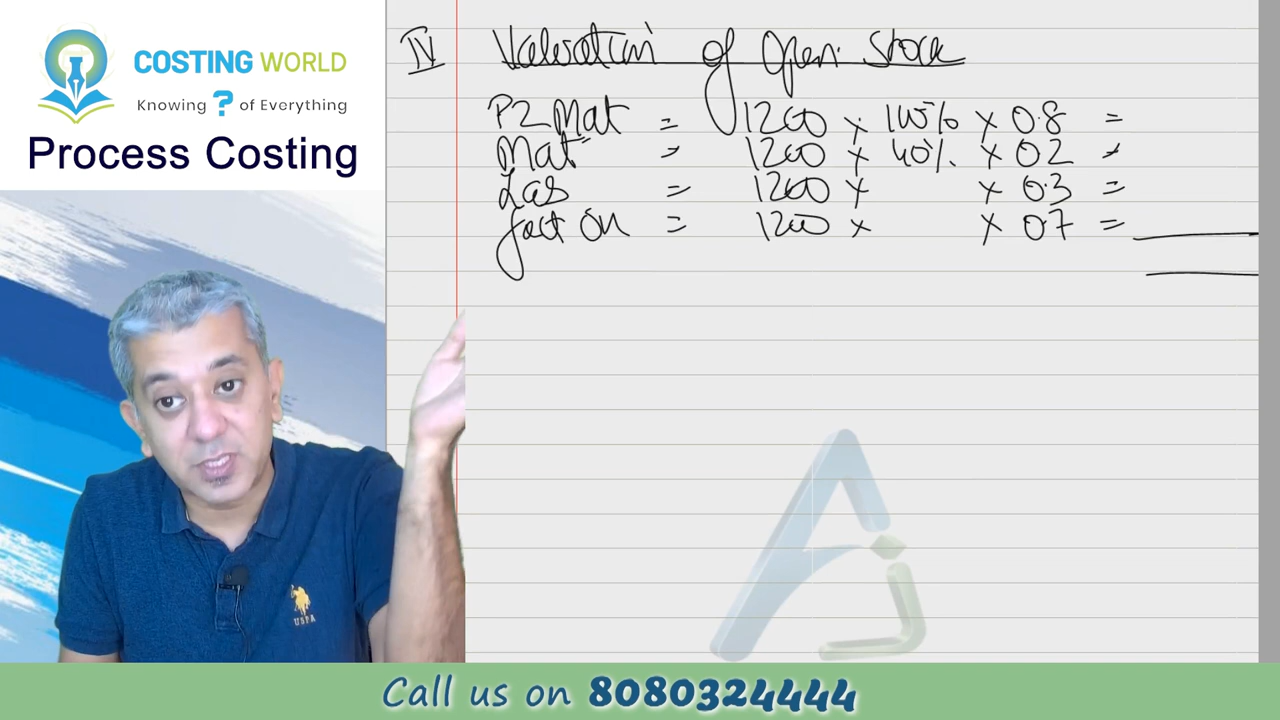 COSTING WORLD
Knowing ? of Everything
Process Costing
IV Valuation of Open. Stock
P2 Mat = 1200 x 100% x 0.8 =
Mat = 1200 x 40% x 0.2 =
Lab = 1200 x x 0.3 =
fact OH = 1200 x x 0.7 =
USPA
Call us on 8080324444